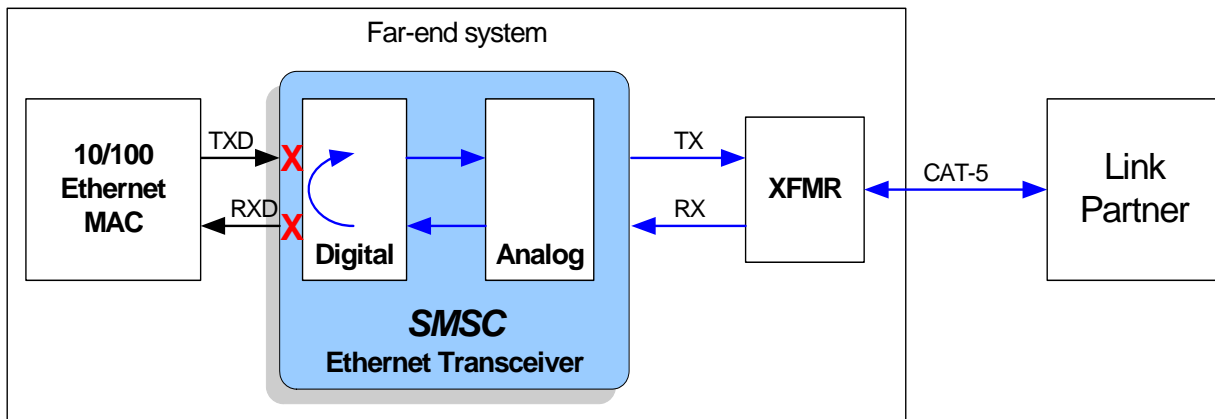 Far-end system
10/100
Ethernet
MAC
TXD
RXD
X
X
Digital
Analog
SMSC
Ethernet Transceiver
TX
RX
XFMR
CAT-5
Link
Partner